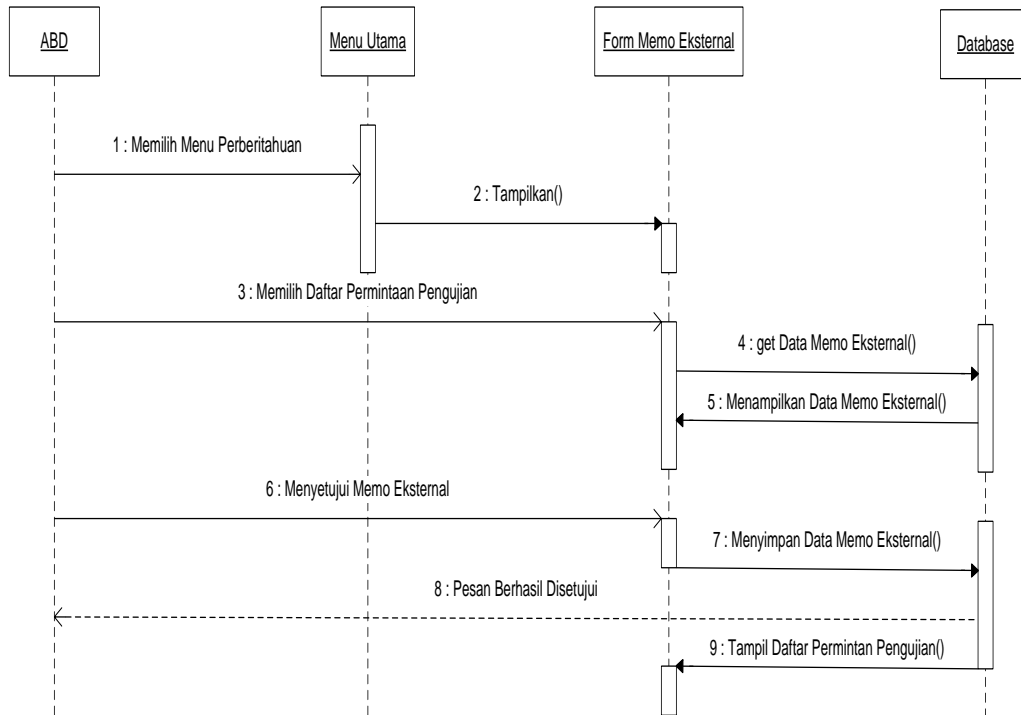 ABD
Menu Utama
Form Memo Eksternal
Database
1 : Memilih Menu Perberitahuan
2 : Tampilkan()
3 : Memilih Daftar Permintaan Pengujian
4 : get Data Memo Eksternal()
5 : Menampilkan Data Memo Eksternal()
6 : Menyetujui Memo Eksternal
7 : Menyimpan Data Memo Eksternal()
8 : Pesan Berhasil Disetujui
9 : Tampil Daftar Permintan Pengujian()